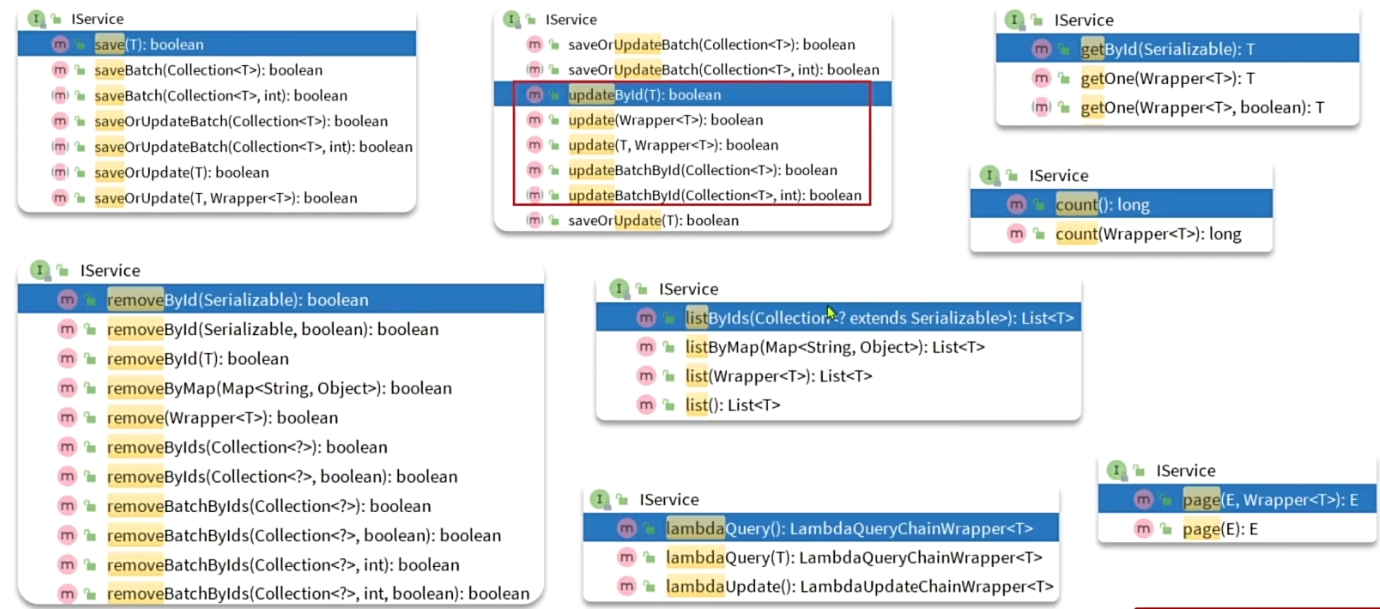 IService
save(T): boolean
saveBatch(Collection<T>): boolean
saveBatch(Collection<T>, int): boolean
saveOrUpdateBatch(Collection<T>): boolean
saveOrUpdateBatch(Collection<T>, int): boolean
saveOrUpdate(T): boolean
saveOrUpdate(T, Wrapper<T>): boolean
IService
saveOrUpdateBatch(Collection<T>): boolean
saveOrUpdateBatch(Collection<T>, int): boolean
updateById(T): boolean
update(Wrapper<T>): boolean
update(T, Wrapper<T>): boolean
updateBatchById(Collection<T>): boolean
updateBatchById(Collection<T>, int): boolean
saveOrUpdate(T): boolean
IService
getById(Serializable): T
getOne(Wrapper<T>): T
getOne(Wrapper<T>, boolean): T
IService
count(): long
count(Wrapper<T>): long
IService
removeById(Serializable): boolean
removeById(Serializable, boolean): boolean
removeById(T): boolean
removeByMap(Map<String, Object>): boolean
remove(Wrapper<T>): boolean
removeByIds(Collection<?>): boolean
removeByIds(Collection<?>, boolean): boolean
removeBatchByIds(Collection<?>): boolean
removeBatchByIds(Collection<?>, boolean): boolean
removeBatchByIds(Collection<?>, int): boolean
removeBatchByIds(Collection<?>, int, boolean): boolean
IService
listByIds(Collection<? extends Serializable>): List<T>
listByMap(Map<String, Object>): List<T>
list(Wrapper<T>): List<T>
list(): List<T>
IService
lambdaQuery(): LambdaQueryChainWrapper<T>
lambdaQuery(T): LambdaQueryChainWrapper<T>
lambdaUpdate(): LambdaUpdateChainWrapper<T>
IService
page(E, Wrapper<T>): E
page(E): E